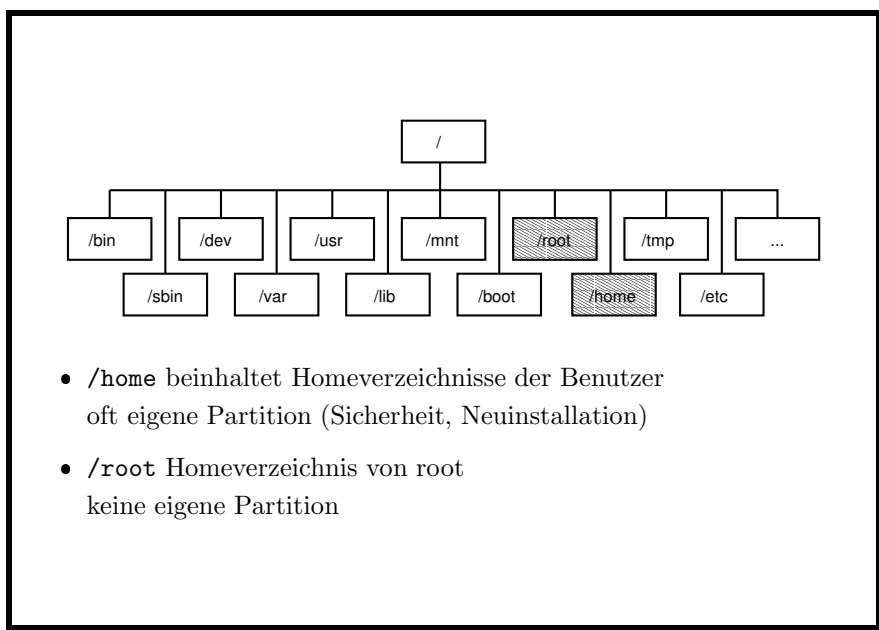 /
/bin /dev /usr /mnt /root /tmp ...
/sbin /var /lib /boot /home /etc
• /home beinhaltet Homeverzeichnisse der Benutzer
oft eigene Partition (Sicherheit, Neuinstallation)
• /root Homeverzeichnis von root
keine eigene Partition